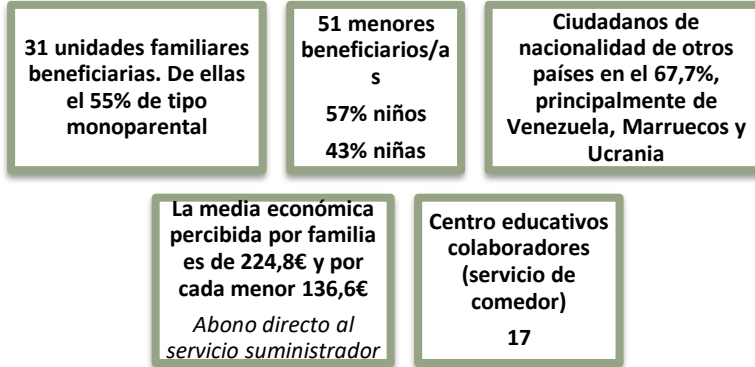 31 unidades familiares
beneficiarias. De ellas
el 55% de tipo
monoparental
51 menores
beneficiarios/a
s
57% niños
43% niñas
Ciudadanos de
nacionalidad de otros
países en el 67,7%,
principalmente de
Venezuela, Marruecos y
Ucrania
La media económica
percibida por familia
es de 224,8€ y por
cada menor 136,6€
Abono directo al
servicio suministrador
Centro educativos
colaboradores
(servicio de
comedor)
17